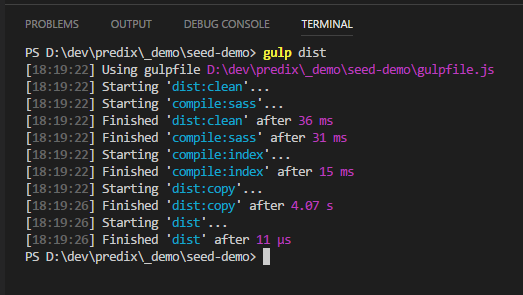 PROBLEMS OUTPUT DEBUG CONSOLE TERMINAL
PS D:\dev\predix\_demo\seed-demo> gulp dist
[18:19:22] Using gulpfile D:\dev\predix\_demo\seed-demo\gulpfile.js
[18:19:22] Starting 'dist:clean'...
[18:19:22] Starting 'compile:sass'...
[18:19:22] Finished 'dist:clean' after 36 ms
[18:19:22] Finished 'compile:sass' after 31 ms
[18:19:22] Starting 'compile:index'...
[18:19:22] Finished 'compile:index' after 15 ms
[18:19:22] Starting 'dist:copy'...
[18:19:26] Finished 'dist:copy' after 4.07 s
[18:19:26] Starting 'dist'...
[18:19:26] Finished 'dist' after 11 μs
PS D:\dev\predix\_demo\seed-demo>